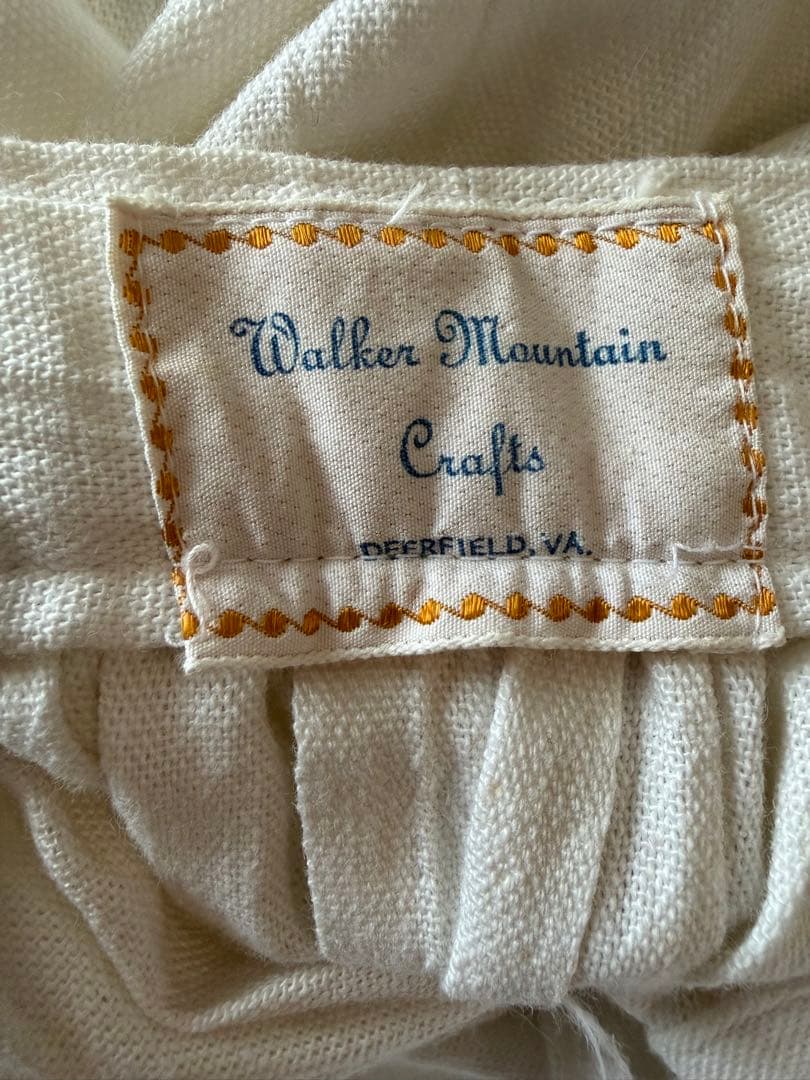 Walker Mountain
Crafts
DEERFIELD, VA.